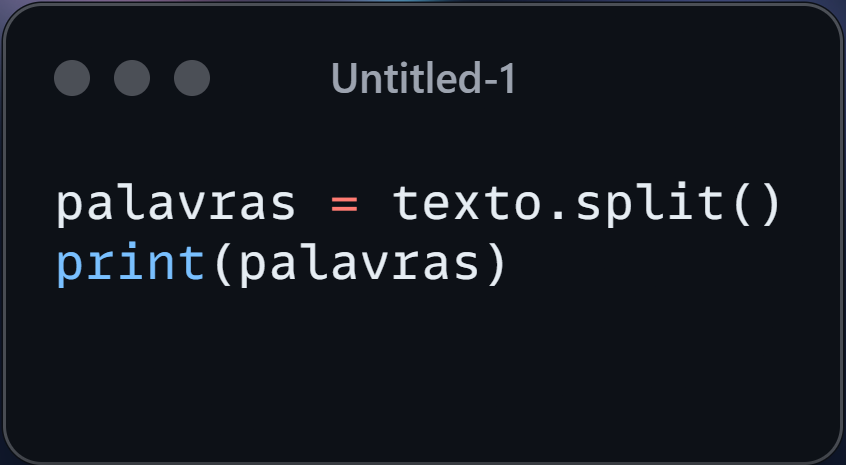 Untitled-1
palavras = texto.split()
print(palavras)